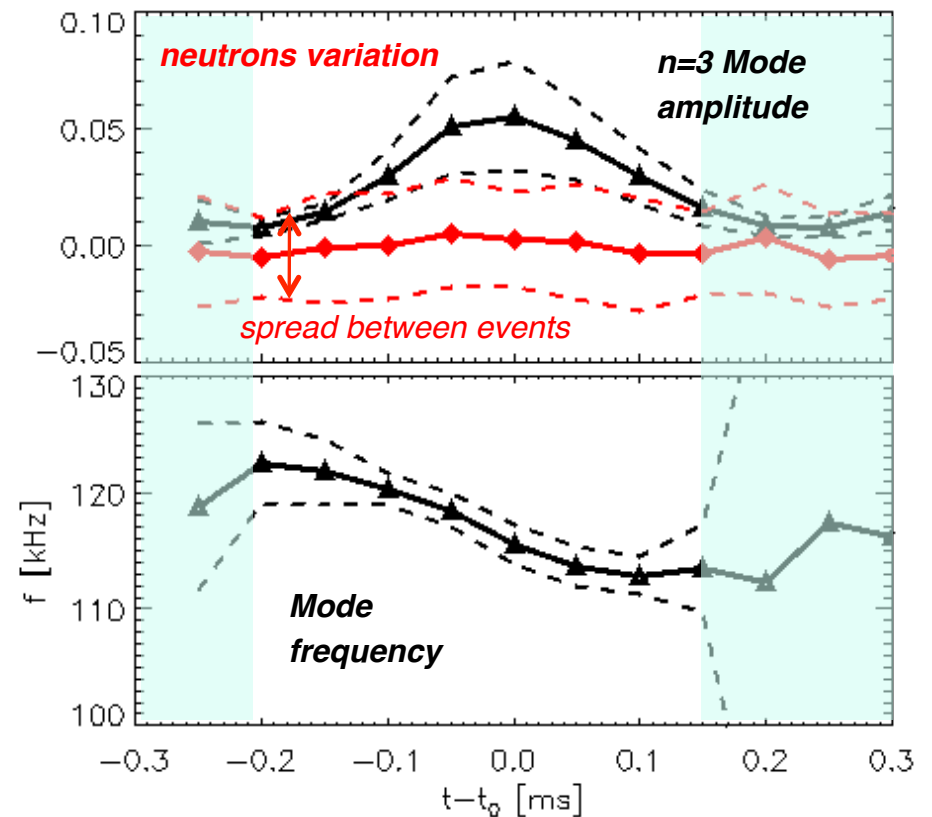 0.10
neutrons variation
n=3 Mode
amplitude
0.05
0.00
spread between events
−0.05
130
120
f [kHz]
110
Mode
frequency
100
−0.3 −0.2 −0.1 0.0 0.1 0.2 0.3
t−t₀ [ms]